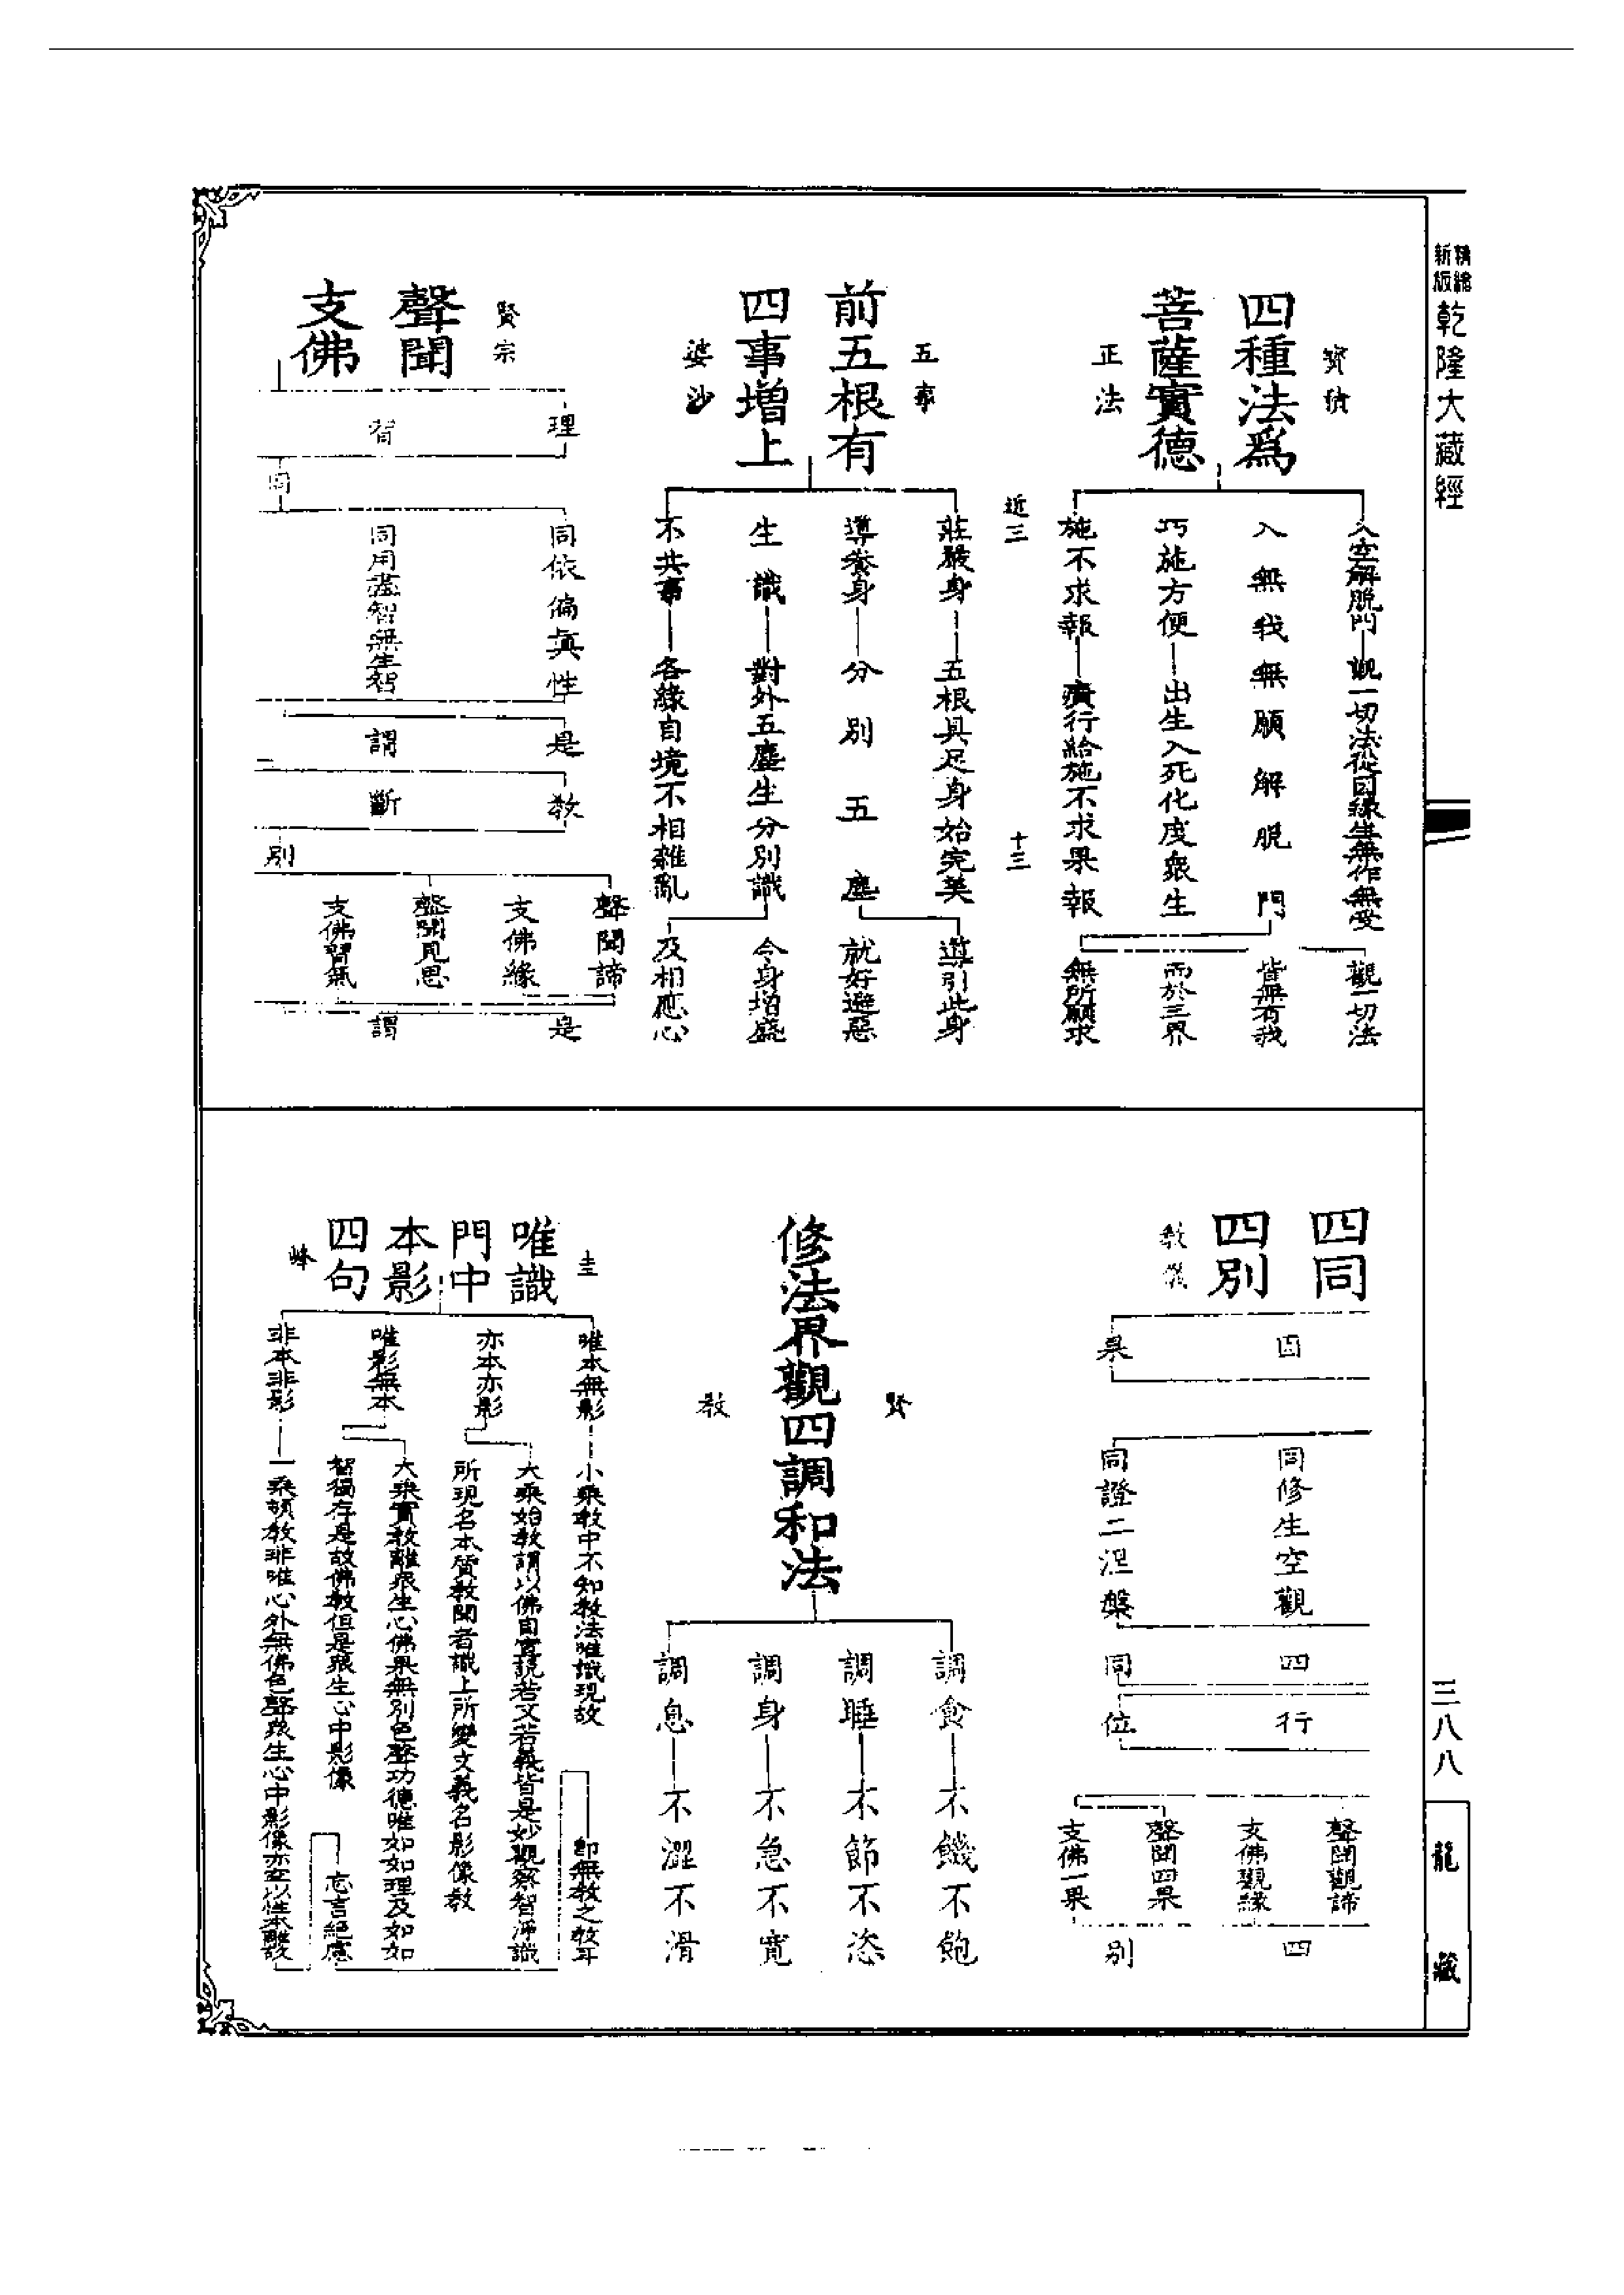 新版
精縮
乾隆大藏經
三八八
龍藏
四種法爲
菩薩實德
寶積
正法
入空解脫門
觀一切法從因緣生無作無受
觀一切法
皆無有我
入無我無願解脫門
而於三界
無所願求
巧施方便
出生入死化度眾生
施不求報
廣行給施不求果報
近三
十三
前五根有
四事增上
五事
婆沙
莊嚴身
五根具足身始完美
導養身
分別五塵
導引此身
就好避惡
生識
對外五塵生分別識
令身增盛
及相應心
不共事
各緣自境不相雜亂
聲聞
支佛
賢宗
理
智
同
同依偏真性
同用盡智無生智
是
謂
二
教
斷
別
聲聞諦
支佛緣
聲聞見思
支佛習氣
是
謂
四同
四別
教儀
因
果
同修生空觀
同證二涅槃
四
同
行
位
聲聞觀諦
支佛觀緣
聲聞四果
支佛一果
四
別
修法界觀四調和法
賢
教
調食
不饑不飽
調睡
不節不恣
調身
不急不寬
調息
不澀不滑
唯識
門中
本影
四句
圭
峰
唯本無影
小乘教中不知教法唯識現故
亦本亦影
大乘始教謂以佛自宣說若文若義皆是妙觀察智淨識
所現名本質教聞者識上所變文義名影像教
唯影無本
大乘實教離眾生心佛果無別色聲功德唯如如理及如如
智獨存是故佛教但是眾生心中影像
非本非影
一乘頓教非唯心外無佛色聲眾生心中影像亦空以性本離故
忘言絕慮
即無教之教耳